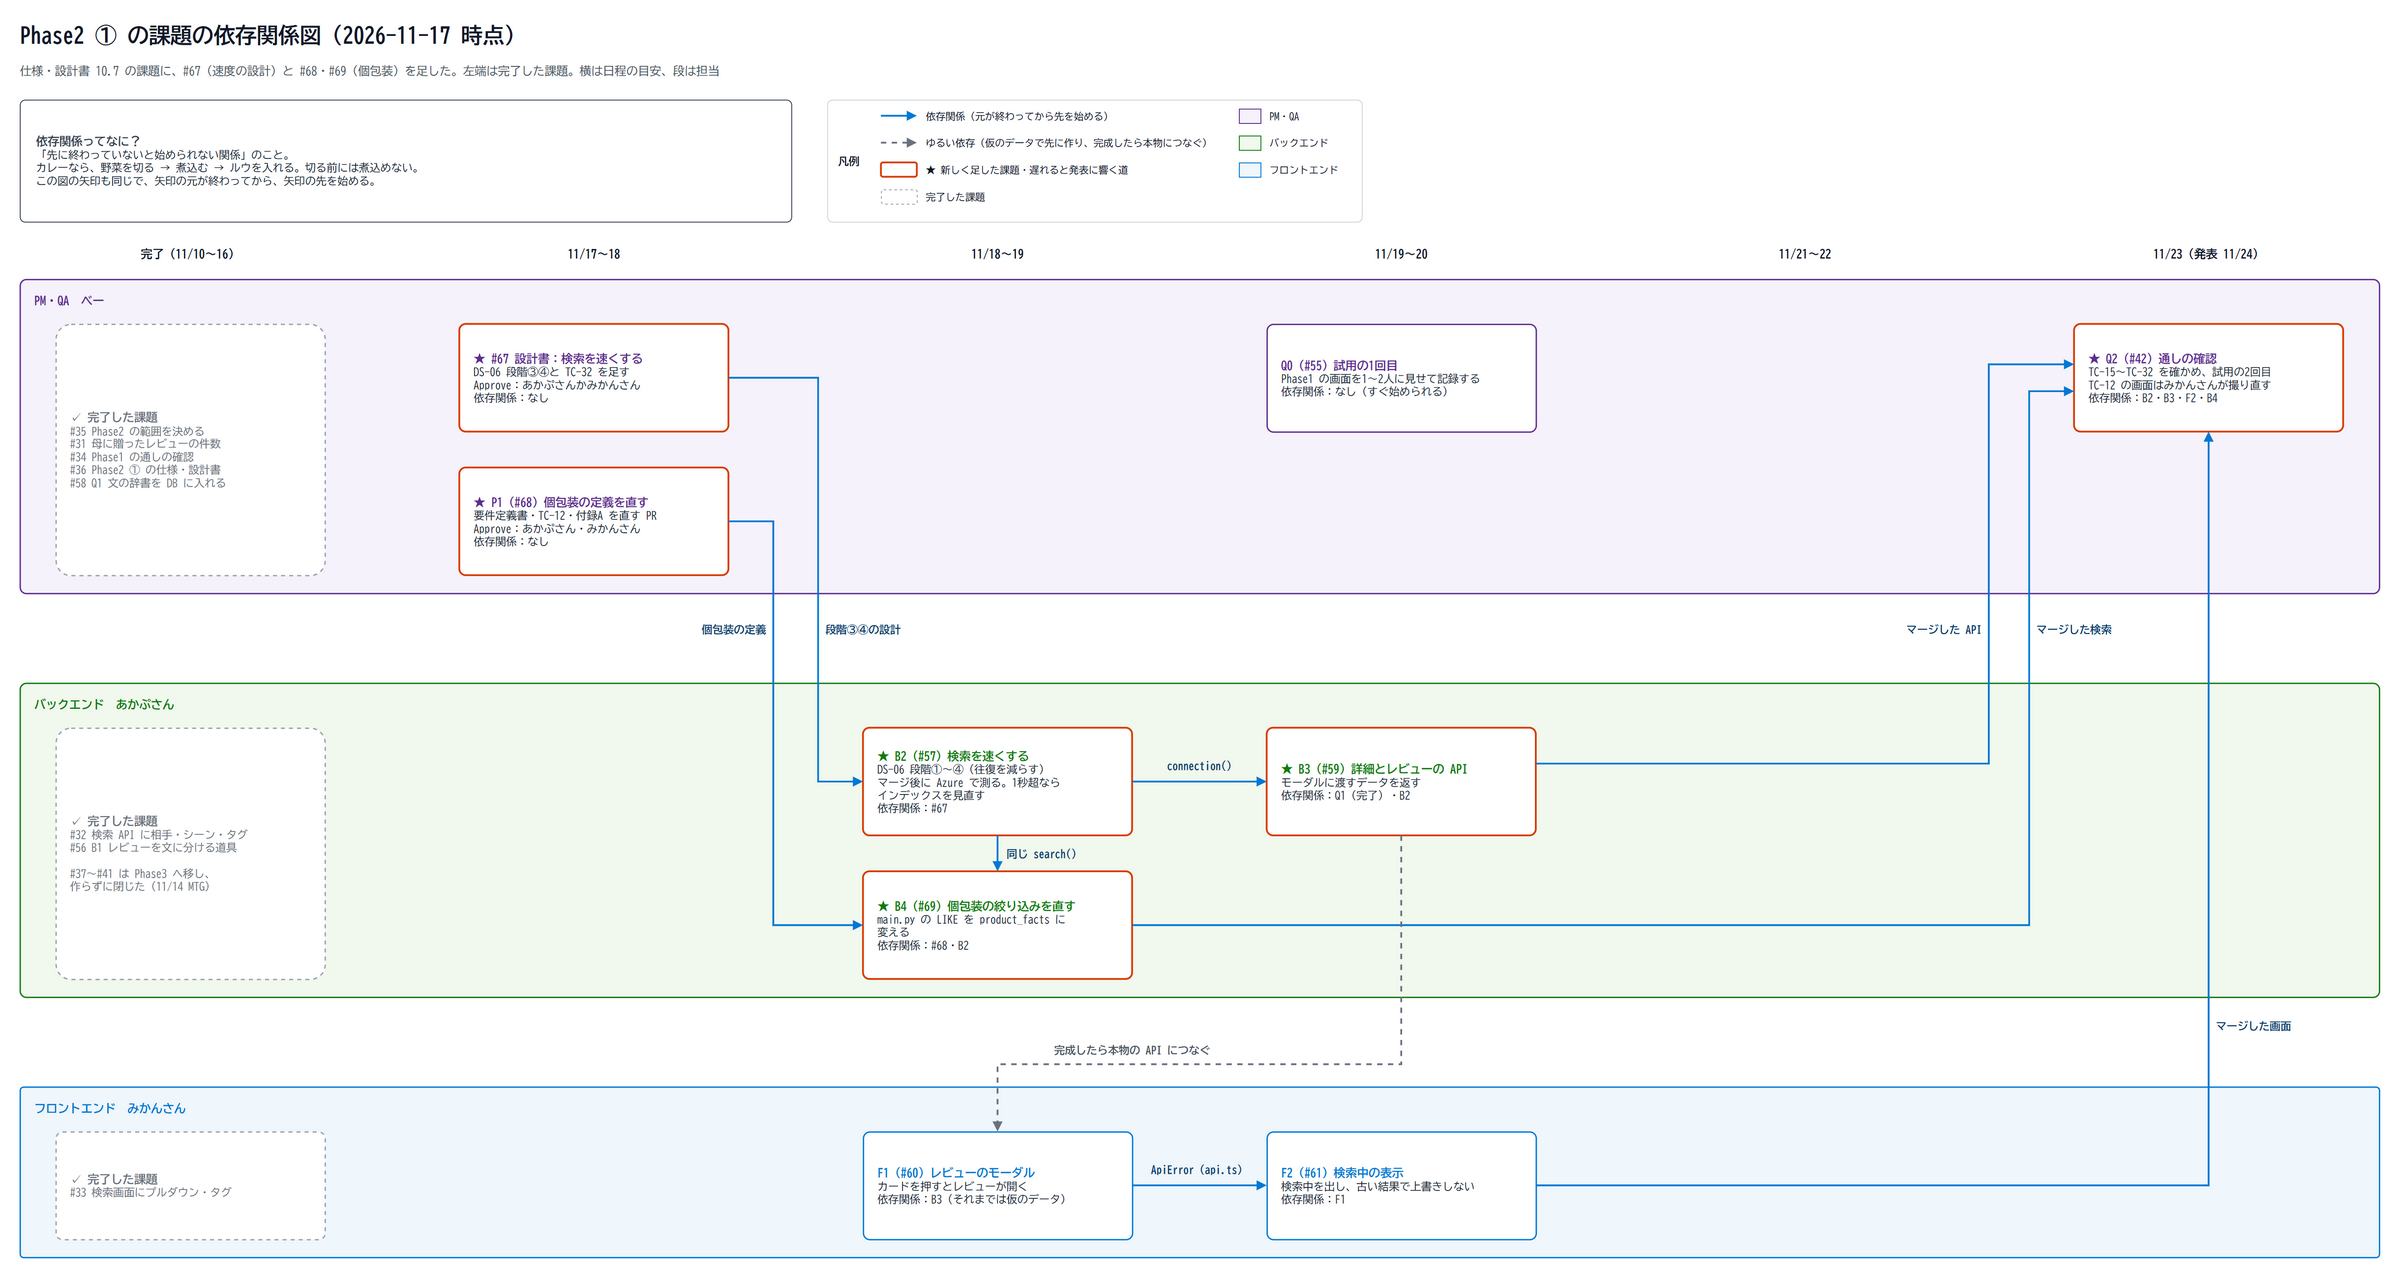 Phase2 ① の課題の依存関係図（2026-11-17 時点）
仕様・設計書 10.7 の課題に、#67（速度の設計）と #68・#69（個包装）を足した。左端は完了した課題。横は日程の目安、段は担当
依存関係ってなに？
「先に終わっていないと始められない関係」のこと。
カレーなら、野菜を切る → 煮込む → ルウを入れる。切る前には煮込めない。
この図の矢印も同じで、矢印の元が終わってから、矢印の先を始める。
凡例
依存関係（元が終わってから先を始める）
ゆるい依存（仮のデータで先に作り、完成したら本物につなぐ）
★ 新しく足した課題・遅れると発表に響く道
完了した課題
PM・QA
バックエンド
フロントエンド
完了（11/10〜16）
11/17〜18
11/18〜19
11/19〜20
11/21〜22
11/23（発表 11/24）
PM・QA　べー
✓ 完了した課題
#35 Phase2 の範囲を決める
#31 母に贈ったレビューの件数
#34 Phase1 の通しの確認
#36 Phase2 ① の仕様・設計書
#58 Q1 文の辞書を DB に入れる
★ #67 設計書：検索を速くする
DS-06 段階③④と TC-32 を足す
Approve：あかぷさんかみかんさん
依存関係：なし
★ P1（#68）個包装の定義を直す
要件定義書・TC-12・付録A を直す PR
Approve：あかぷさん・みかんさん
依存関係：なし
Q0（#55）試用の1回目
Phase1 の画面を1〜2人に見せて記録する
依存関係：なし（すぐ始められる）
★ Q2（#42）通しの確認
TC-15〜TC-32 を確かめ、試用の2回目
TC-12 の画面はみかんさんが撮り直す
依存関係：B2・B3・F2・B4
個包装の定義
段階③④の設計
マージした API
マージした検索
バックエンド　あかぷさん
✓ 完了した課題
#32 検索 API に相手・シーン・タグ
#56 B1 レビューを文に分ける道具
#37〜#41 は Phase3 へ移し、
作らずに閉じた（11/14 MTG）
★ B2（#57）検索を速くする
DS-06 段階①〜④（往復を減らす）
マージ後に Azure で測る。1秒超なら
インデックスを見直す
依存関係：#67
connection()
★ B3（#59）詳細とレビューの API
モーダルに渡すデータを返す
依存関係：Q1（完了）・B2
同じ search()
★ B4（#69）個包装の絞り込みを直す
main.py の LIKE を product_facts に
変える
依存関係：#68・B2
マージした画面
完成したら本物の API につなぐ
フロントエンド　みかんさん
✓ 完了した課題
#33 検索画面にプルダウン・タグ
F1（#60）レビューのモーダル
カードを押すとレビューが開く
依存関係：B3（それまでは仮のデータ）
ApiError（api.ts）
F2（#61）検索中の表示
検索中を出し、古い結果で上書きしない
依存関係：F1